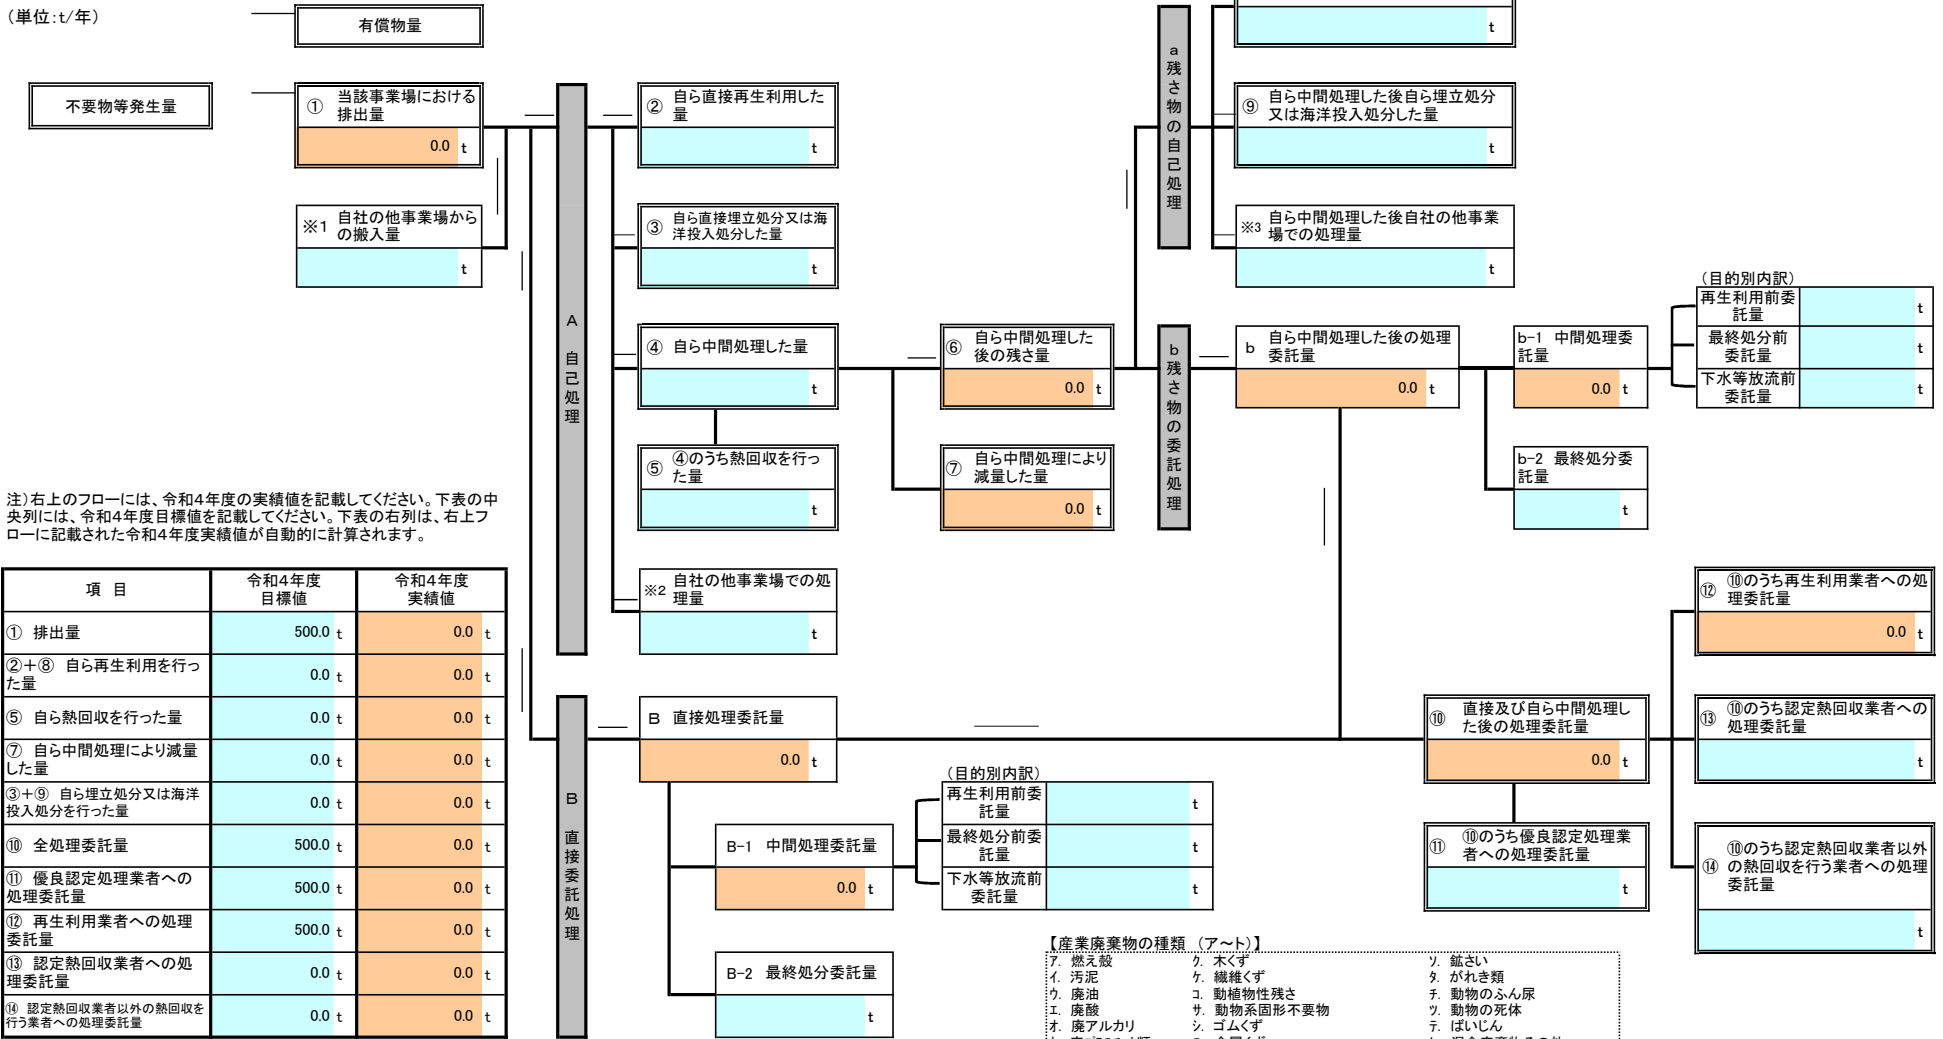 (単位:t/年)
有償物量
不要物等発生量
① 当該事業場における
排出量
0.0 t
※1 自社の他事業場から
の搬入量
t
A 自己処理
② 自ら直接再生利用した
量
t
③ 自ら直接埋立処分又は海
洋投入処分した量
t
④ 自ら中間処理した量
t
⑤ ④のうち熱回収を行っ
た量
t
※2 自社の他事業場での処
理量
t
⑥ 自ら中間処理した
後の残さ量
0.0 t
⑦ 自ら中間処理により
減量した量
0.0 t
a 残さ物の自己処理
t
⑨ 自ら中間処理した後自ら埋立処分
又は海洋投入処分した量
t
※3 自ら中間処理した後自社の他事業
場での処理量
t
b 残さ物の委託処理
b 自ら中間処理した後の処理
委託量
0.0 t
b-1 中間処理委
託量
0.0 t
(目的別内訳)
再生利用前委
託量
t
最終処分前
委託量
t
下水等放流前
委託量
t
b-2 最終処分委
託量
t
注)右上のフローには、令和4年度の実績値を記載してください。下表の中
央列には、令和4年度目標値を記載してください。下表の右列は、右上フ
ローに記載された令和4年度実績値が自動的に計算されます。
項 目
令和4年度
目標値
令和4年度
実績値
① 排出量
500.0 t
0.0 t
②+⑧ 自ら再生利用を行っ
た量
0.0 t
0.0 t
⑤ 自ら熱回収を行った量
0.0 t
0.0 t
⑦ 自ら中間処理により減量
した量
0.0 t
0.0 t
③+⑨ 自ら埋立処分又は海洋
投入処分を行った量
0.0 t
0.0 t
⑩ 全処理委託量
500.0 t
0.0 t
⑪ 優良認定処理業者への
処理委託量
500.0 t
0.0 t
⑫ 再生利用業者への処理
委託量
500.0 t
0.0 t
⑬ 認定熱回収業者への処
理委託量
0.0 t
0.0 t
⑭ 認定熱回収業者以外の熱回収を
行う業者への処理委託量
0.0 t
0.0 t
B 直接委託処理
B 直接処理委託量
0.0 t
B-1 中間処理委託量
0.0 t
(目的別内訳)
再生利用前委
託量
t
最終処分前委
託量
t
下水等放流前
委託量
t
B-2 最終処分委託量
t
⑩ 直接及び自ら中間処理し
た後の処理委託量
0.0 t
⑪ ⑩のうち優良認定処理業
者への処理委託量
t
⑫ ⑩のうち再生利用業者への処
理委託量
0.0 t
⑬ ⑩のうち認定熱回収業者への
処理委託量
t
⑭ ⑩のうち認定熱回収業者以外
の熱回収を行う業者への処理
委託量
t
【産業廃棄物の種類 (ア～ト)】
ア. 燃え殻 ク. 木くず ソ. 鉱さい
イ. 汚泥 ケ. 繊維くず タ. がれき類
ウ. 廃油 コ. 動植物性残さ チ. 動物のふん尿
エ. 廃酸 サ. 動物系固形不要物 ツ. 動物の死体
オ. 廃アルカリ シ. ゴムくず テ. ばいじん